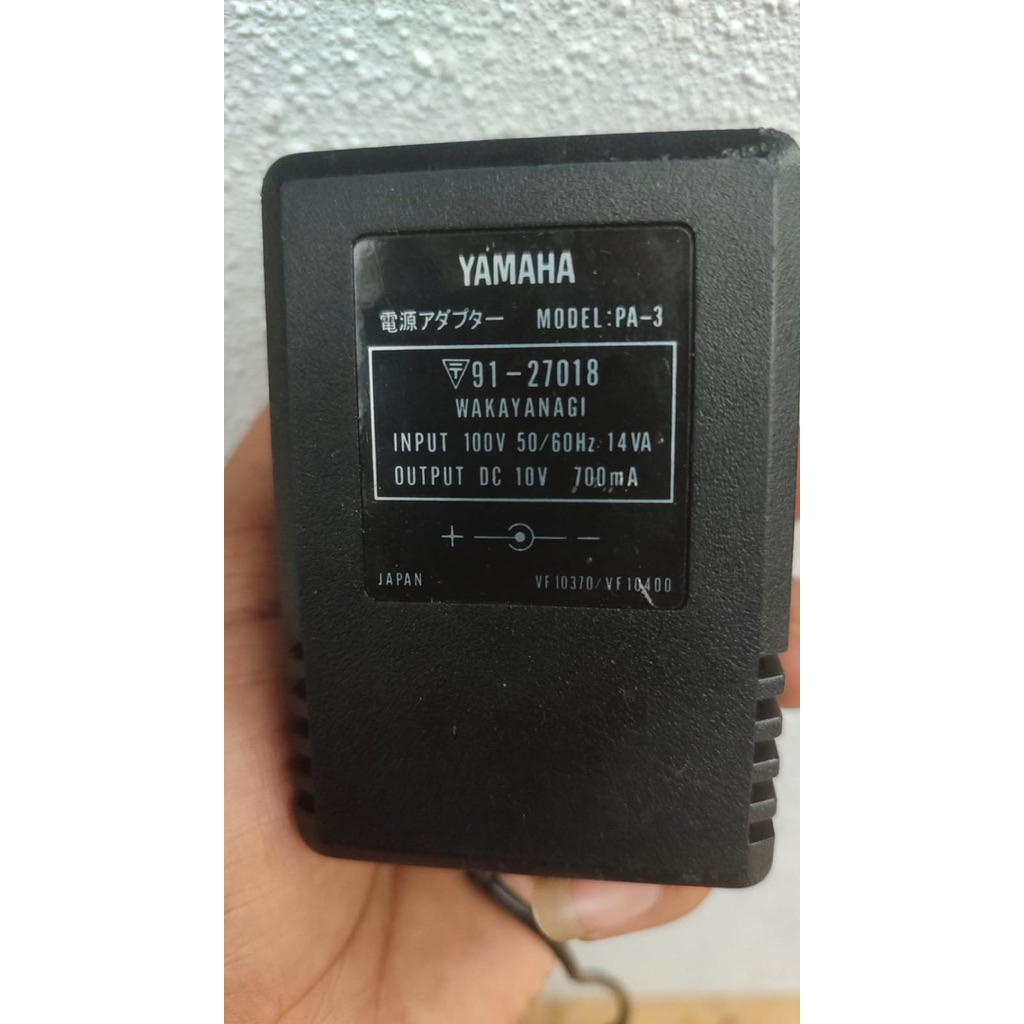 YAMAHA
電源アダプター MODEL:PA-3
91-27018
WAKAYANAGI
INPUT 100V 50/60Hz 14VA
OUTPUT DC 10V 700mA
+ -
JAPAN VF10370/VF10400